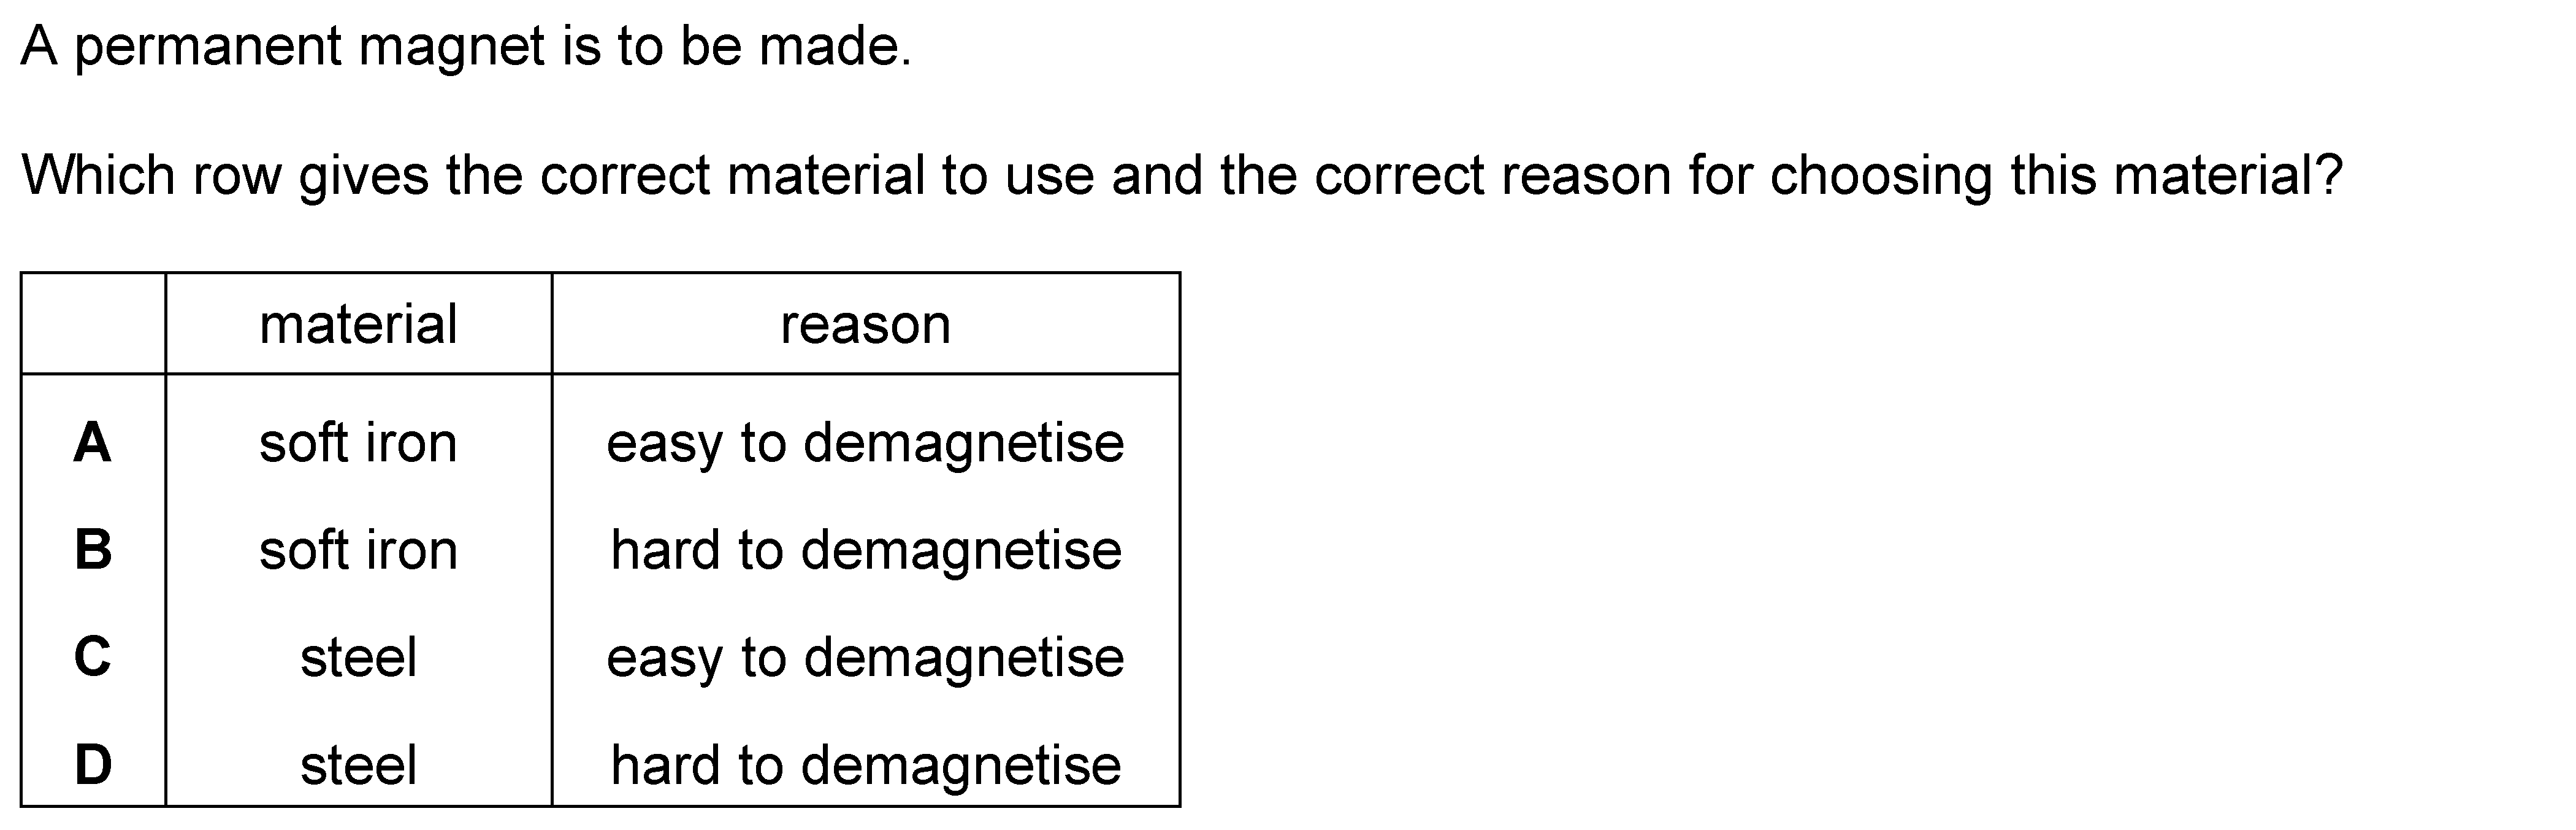 A permanent magnet is to be made.
Which row gives the correct material to use and the correct reason for choosing this material?
material reason
A soft iron easy to demagnetise
B soft iron hard to demagnetise
C steel easy to demagnetise
D steel hard to demagnetise